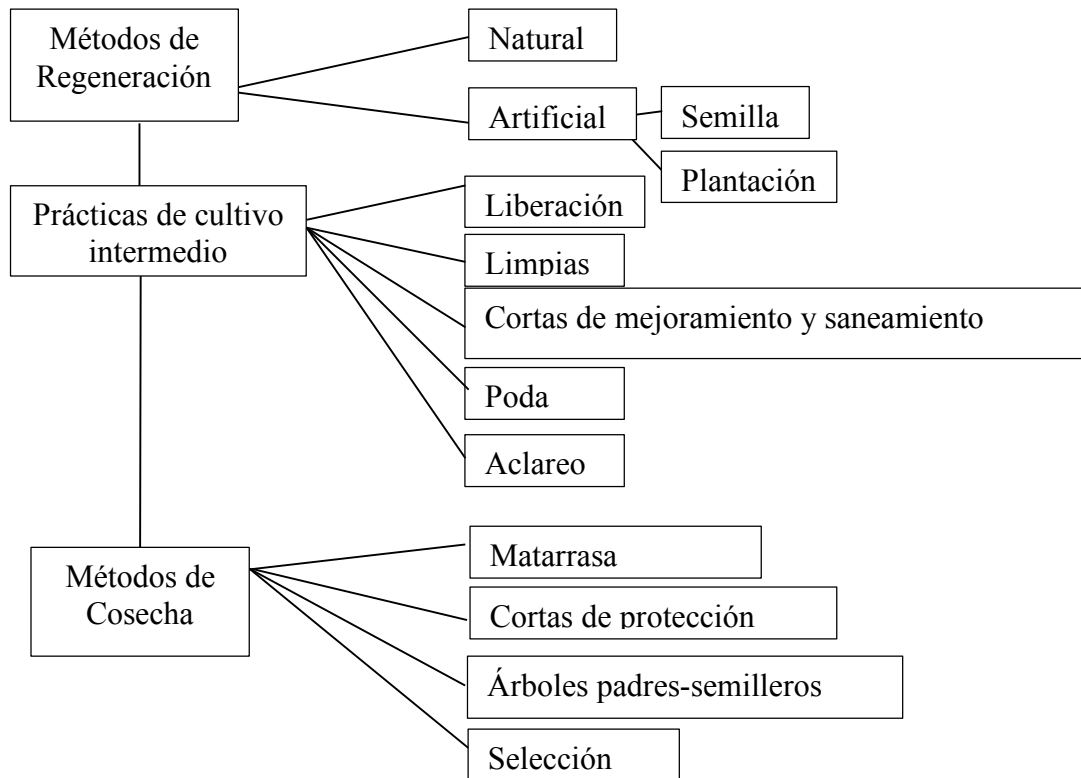 Métodos de
Regeneración
Natural
Artificial
Semilla
Plantación
Prácticas de cultivo
intermedio
Liberación
Limpias
Cortas de mejoramiento y saneamiento
Poda
Aclareo
Métodos de
Cosecha
Matarrasa
Cortas de protección
Árboles padres-semilleros
Selección